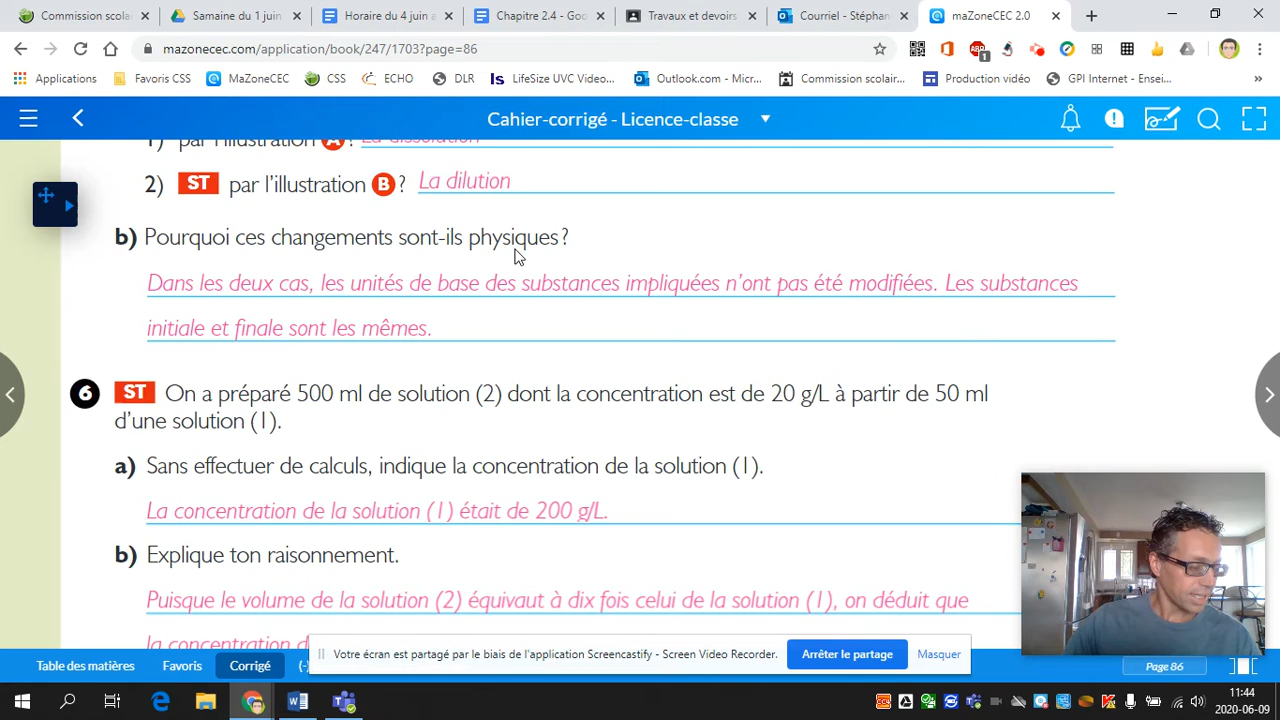 Commission scola
Samaine du 1 juin
Horaire du 4 juin a
Chapitre 2.4 - Goo
Travaux et devoirs
Courriel - Stéphan
maZoneCEC 2.0
mazonecec.com/application/book/247/1703?page=86
Applications
Favoris CSS
MaZoneCEC
CSS
ECHO
DLR
LifeSize UVC Video...
Outlook.com - Micr...
Commission scolair...
Production vidéo
GPI Internet - Ensei...
Cahier-corrigé - Licence-classe
1) par l'illustration A ? La dissolution
2) ST par l'illustration B ? La dilution
b) Pourquoi ces changements sont-ils physiques ?
Dans les deux cas, les unités de base des substances impliquées n'ont pas été modifiées. Les substances
initiale et finale sont les mêmes.
6 ST On a préparé 500 ml de solution (2) dont la concentration est de 20 g/L à partir de 50 ml
d'une solution (1).
a) Sans effectuer de calculs, indique la concentration de la solution (1).
La concentration de la solution (1) était de 200 g/L.
b) Explique ton raisonnement.
Puisque le volume de la solution (2) équivaut à dix fois celui de la solution (1), on déduit que
la concentration d
Votre écran est partagé par le biais de l'application Screencastify - Screen Video Recorder.
Arrêter le partage
Masquer
Table des matières
Favoris
Corrigé
Page 86
11:44
2020-06-09